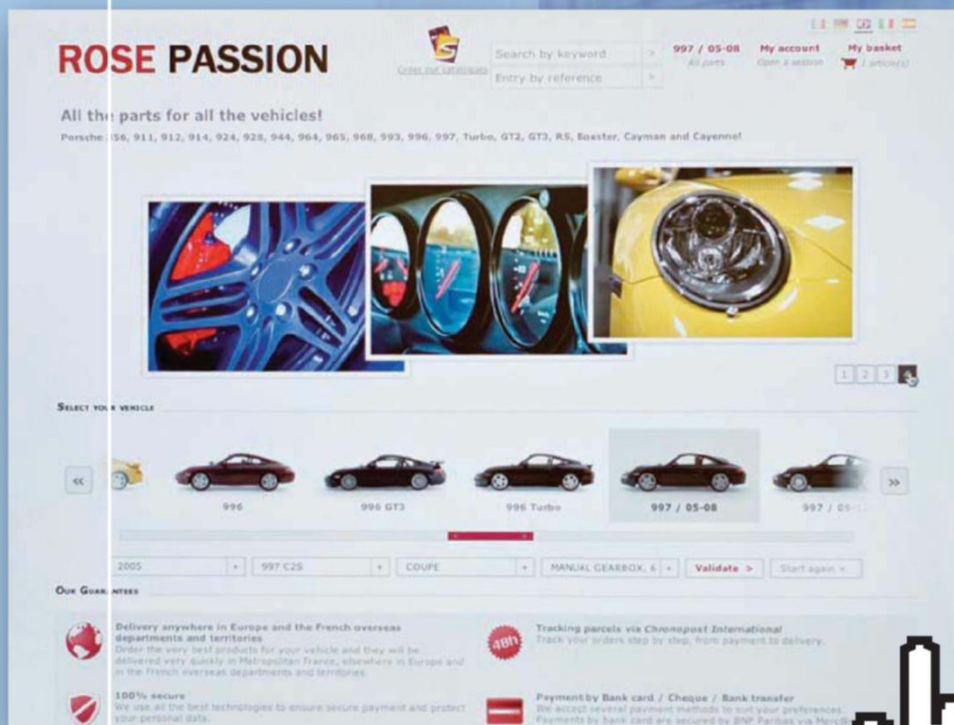 ROSE PASSION
Order our catalogues
Search by keyword >
Entry by reference >
997 / 05-08
All parts
My account
Open a session
My basket
article(s)
All the parts for all the vehicles!
Porsche 356, 911, 912, 914, 924, 928, 944, 964, 965, 968, 993, 996, 997, Turbo, GT2, GT3, RS, Boxster, Cayman and Cayenne!
1 2 3
SELECT YOUR VEHICLE
<<
996
996 GT3
996 Turbo
997 / 05-08
997 /
>>
2005
997 C2S
COUPE
MANUAL GEARBOX, 6
Validate >
Start again
OUR GUARANTEES
Delivery anywhere in Europe and the French overseas
departments and territories
Order the very best products for your vehicle and they will be
delivered very quickly in Metropolitan France, elsewhere in Europe and
in the French overseas departments and territories.
48h
Tracking parcels via Chronopost International
Track your orders step by step, from payment to delivery.
100% secure
We use all the best technologies to ensure secure payment and protect
your personal data.
Payment by Bank card / Cheque / Bank transfer
We accept several payment methods to suit your preferences.
Payments by bank card are secured by BNP Paribas via